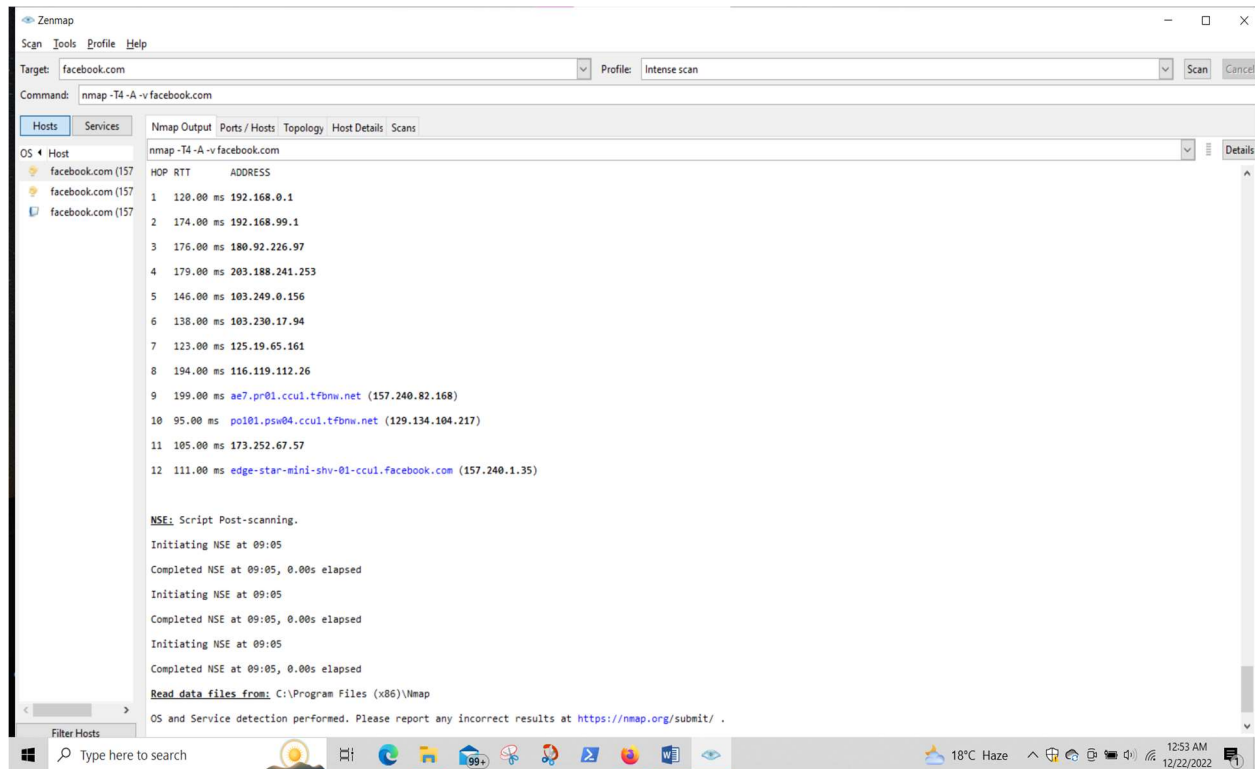 Zenmap
Scan Tools Profile Help
Target: facebook.com Profile: Intense scan Scan Cancel
Command: nmap -T4 -A -v facebook.com
Hosts Services Nmap Output Ports / Hosts Topology Host Details Scans
OS Host nmap -T4 -A -v facebook.com Details
facebook.com (157
facebook.com (157
facebook.com (157
HOP RTT ADDRESS
1 120.00 ms 192.168.0.1
2 174.00 ms 192.168.99.1
3 176.00 ms 180.92.226.97
4 179.00 ms 203.188.241.253
5 146.00 ms 103.249.0.156
6 138.00 ms 103.230.17.94
7 123.00 ms 125.19.65.161
8 194.00 ms 116.119.112.26
9 199.00 ms ae7.pr01.ccu1.tfbnw.net (157.240.82.168)
10 95.00 ms po101.psw04.ccu1.tfbnw.net (129.134.104.217)
11 105.00 ms 173.252.67.57
12 111.00 ms edge-star-mini-shv-01-ccu1.facebook.com (157.240.1.35)
NSE: Script Post-scanning.
Initiating NSE at 09:05
Completed NSE at 09:05, 0.00s elapsed
Initiating NSE at 09:05
Completed NSE at 09:05, 0.00s elapsed
Initiating NSE at 09:05
Completed NSE at 09:05, 0.00s elapsed
Read data files from: C:\Program Files (x86)\Nmap
OS and Service detection performed. Please report any incorrect results at https://nmap.org/submit/ .
Filter Hosts
Type here to search 99+ 18°C Haze 12:53 AM
12/22/2022